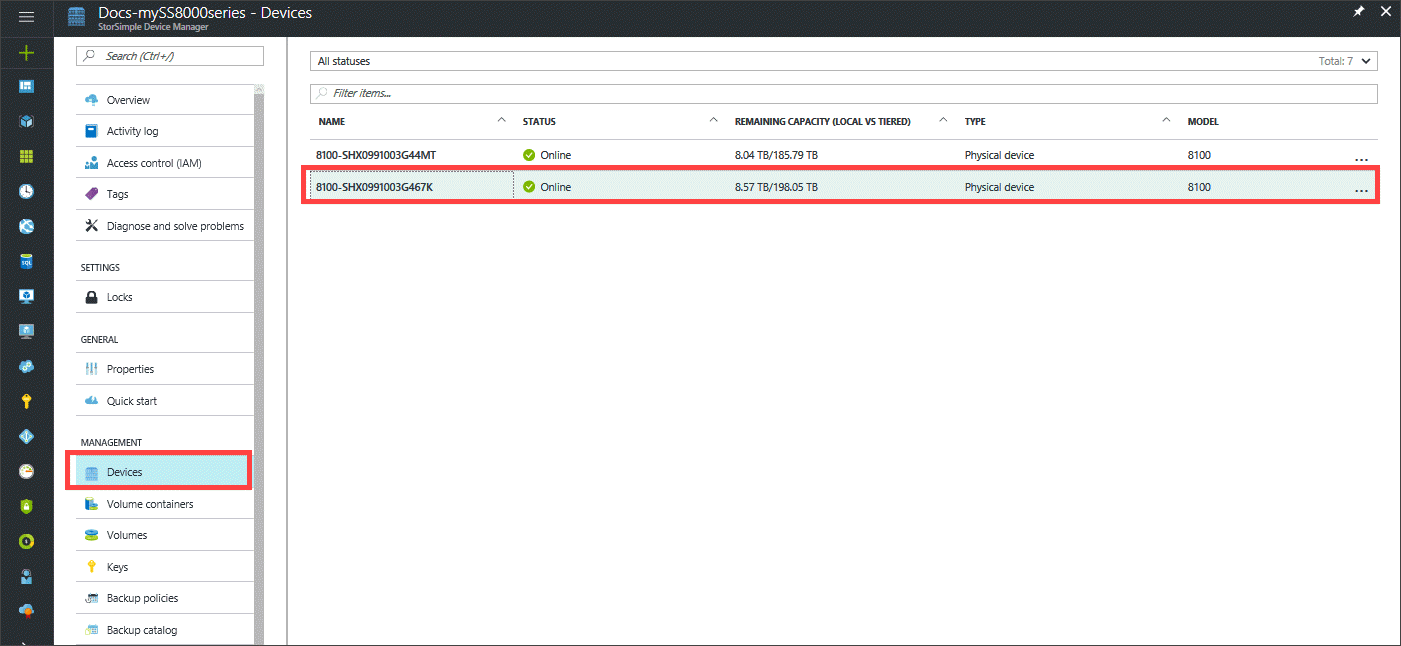 Docs-mySS8000series - Devices
StorSimple Device Manager
Search (Ctrl+/)
Overview
Activity log
Access control (IAM)
Tags
Diagnose and solve problems
SETTINGS
Locks
GENERAL
Properties
Quick start
MANAGEMENT
Devices
Volume containers
Volumes
Keys
Backup policies
Backup catalog
All statuses Total: 7
Filter items...
NAME STATUS REMAINING CAPACITY (LOCAL VS TIERED) TYPE MODEL
8100-SHX0991003G44MT Online 8.04 TB/185.79 TB Physical device 8100 ...
8100-SHX0991003G467K Online 8.57 TB/198.05 TB Physical device 8100 ...
SQL